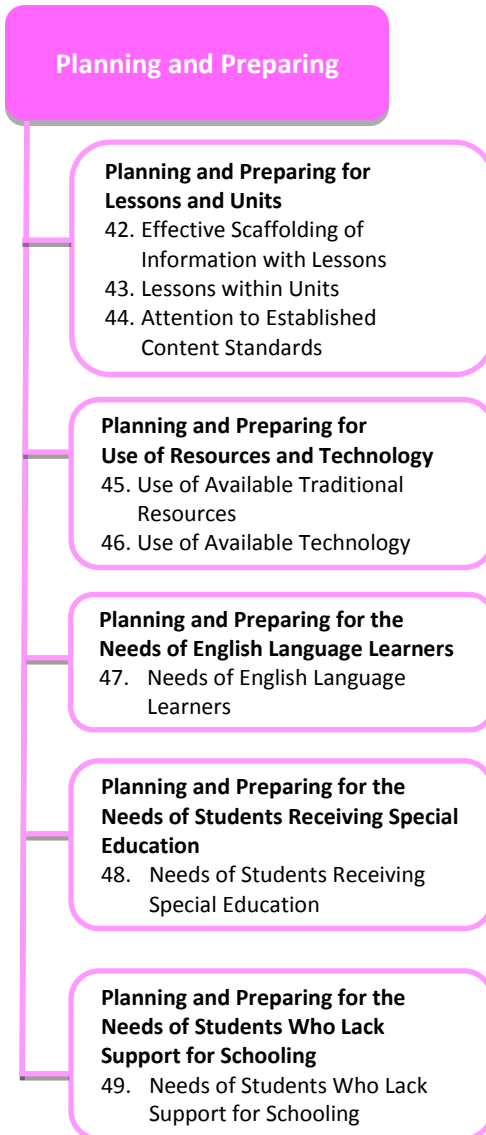 Planning and Preparing
Planning and Preparing for
Lessons and Units
42. Effective Scaffolding of
Information with Lessons
43. Lessons within Units
44. Attention to Established
Content Standards
Planning and Preparing for
Use of Resources and Technology
45. Use of Available Traditional
Resources
46. Use of Available Technology
Planning and Preparing for the
Needs of English Language Learners
47. Needs of English Language
Learners
Planning and Preparing for the
Needs of Students Receiving Special
Education
48. Needs of Students Receiving
Special Education
Planning and Preparing for the
Needs of Students Who Lack
Support for Schooling
49. Needs of Students Who Lack
Support for Schooling